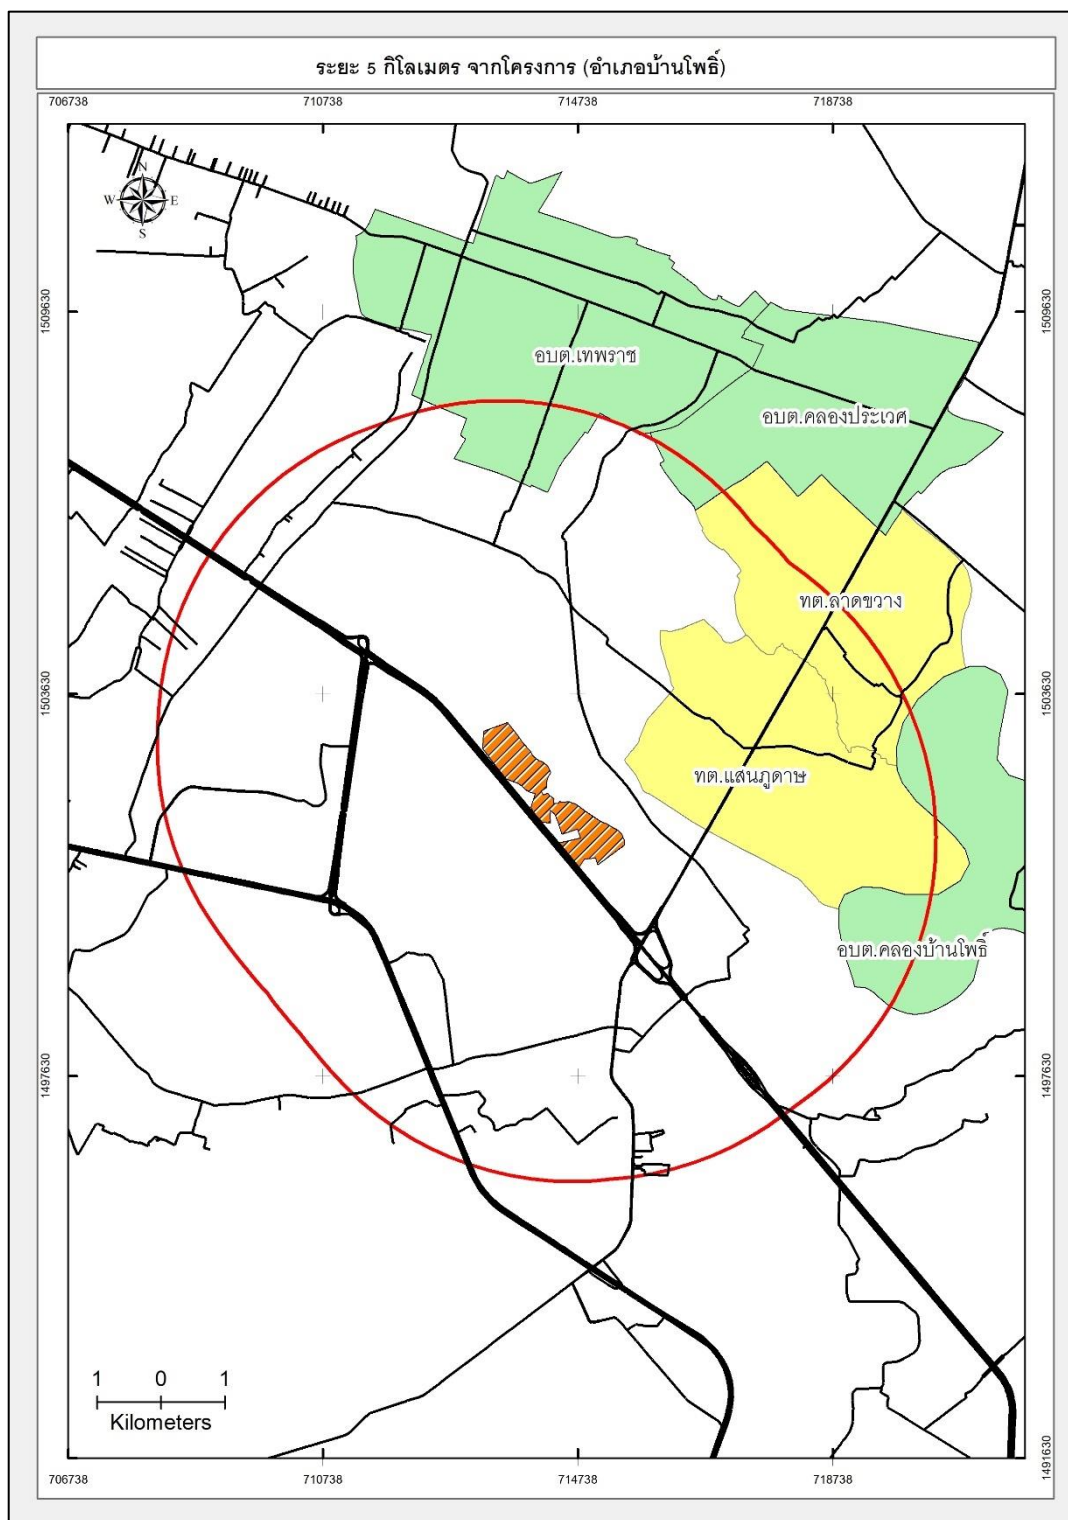 ระยะ 5 กิโลเมตร จากโครงการ (อำเภอบ้านโพธิ์)
706738 710738 714738 718738
N
W E
S
1509630 1509630
อบต.เทพราช
อบต.คลองประเวศ
ทต.ลาดขวาง
1503630 1503630
ทต.แสนภูดาษ
อบต.คลองบ้านโพธิ์
1497630 1497630
1 0 1
Kilometers
1491630
706738 710738 714738 718738